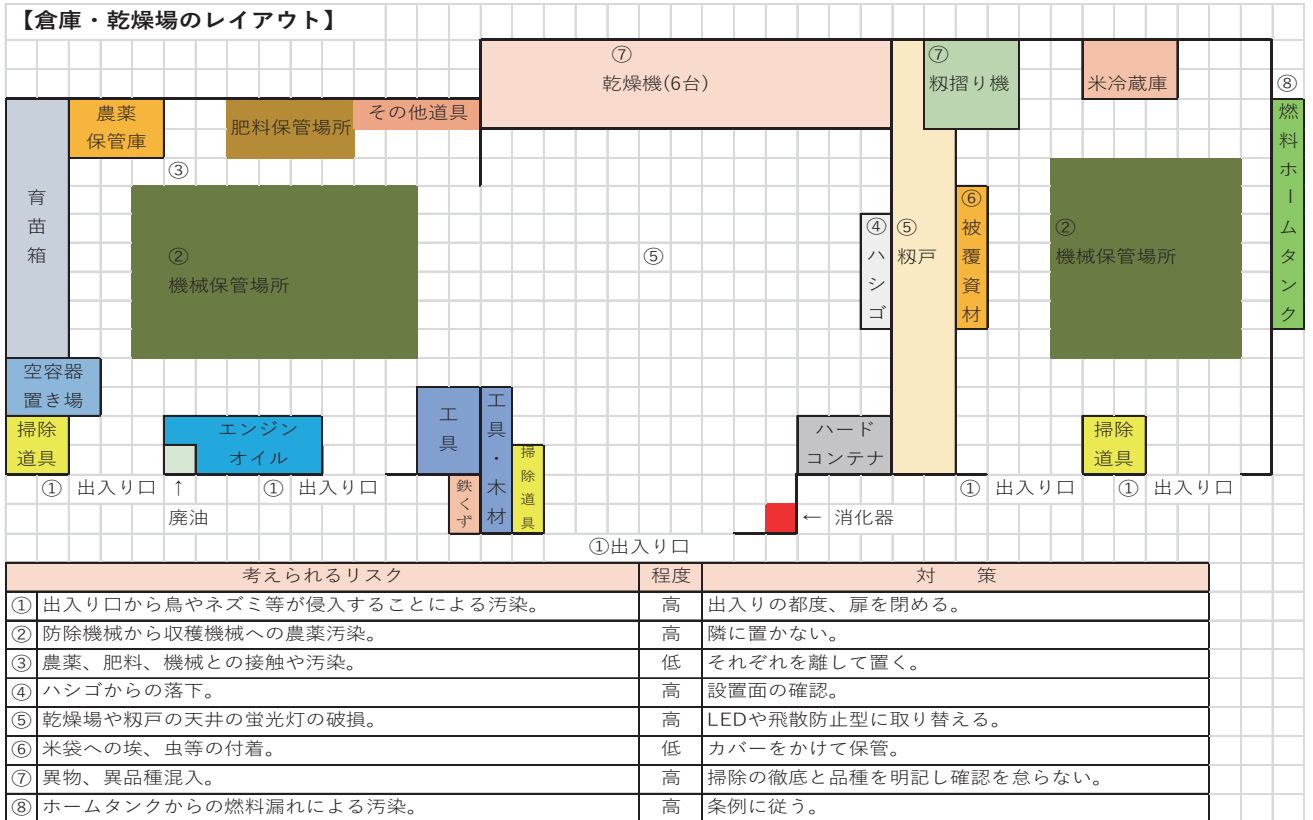 【倉庫・乾燥場のレイアウト】
⑦
乾燥機(6台)
⑦
籾摺り機
米冷蔵庫
⑧
燃料ホームタンク
農薬
保管庫
肥料保管場所
その他道具
③
育苗箱
②
機械保管場所
⑤
④
ハシゴ
⑤
籾戸
⑥
被覆資材
②
機械保管場所
空容器
置き場
掃除
道具
エンジン
オイル
工具
工具・木材
掃除道具
鉄くず
ハード
コンテナ
掃除
道具
① 出入り口
↑
廃油
① 出入り口
① 出入り口
① 出入り口
← 消化器
①出入り口
考えられるリスク 程度 対 策
① 出入り口から鳥やネズミ等が侵入することによる汚染。 高 出入りの都度、扉を閉める。
② 防除機械から収穫機械への農薬汚染。 高 隣に置かない。
③ 農薬、肥料、機械との接触や汚染。 低 それぞれを離して置く。
④ ハシゴからの落下。 高 設置面の確認。
⑤ 乾燥場や籾戸の天井の蛍光灯の破損。 高 LEDや飛散防止型に取り替える。
⑥ 米袋への埃、虫等の付着。 低 カバーをかけて保管。
⑦ 異物、異品種混入。 高 掃除の徹底と品種を明記し確認を怠らない。
⑧ ホームタンクからの燃料漏れによる汚染。 高 条例に従う。